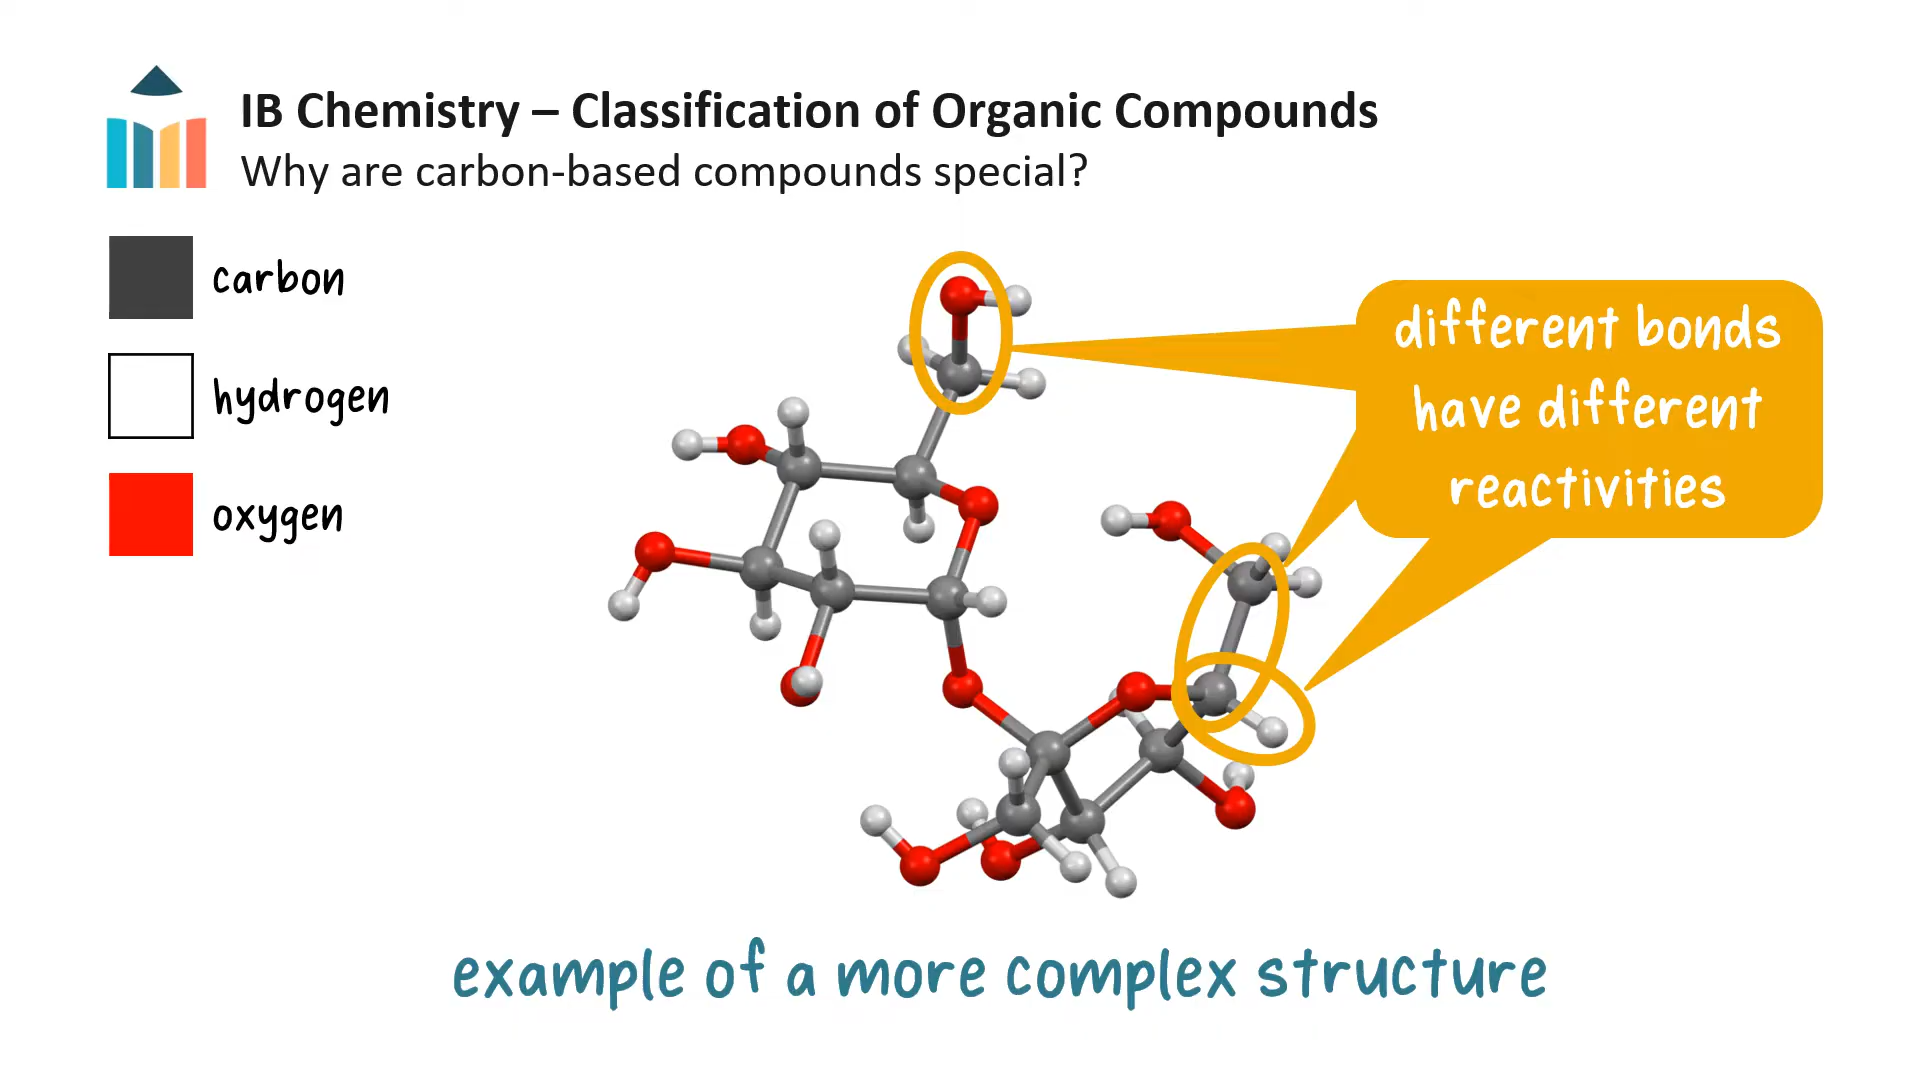 IB Chemistry – Classification of Organic Compounds
Why are carbon-based compounds special?
carbon
hydrogen
oxygen
different bonds
have different
reactivities
example of a more complex structure